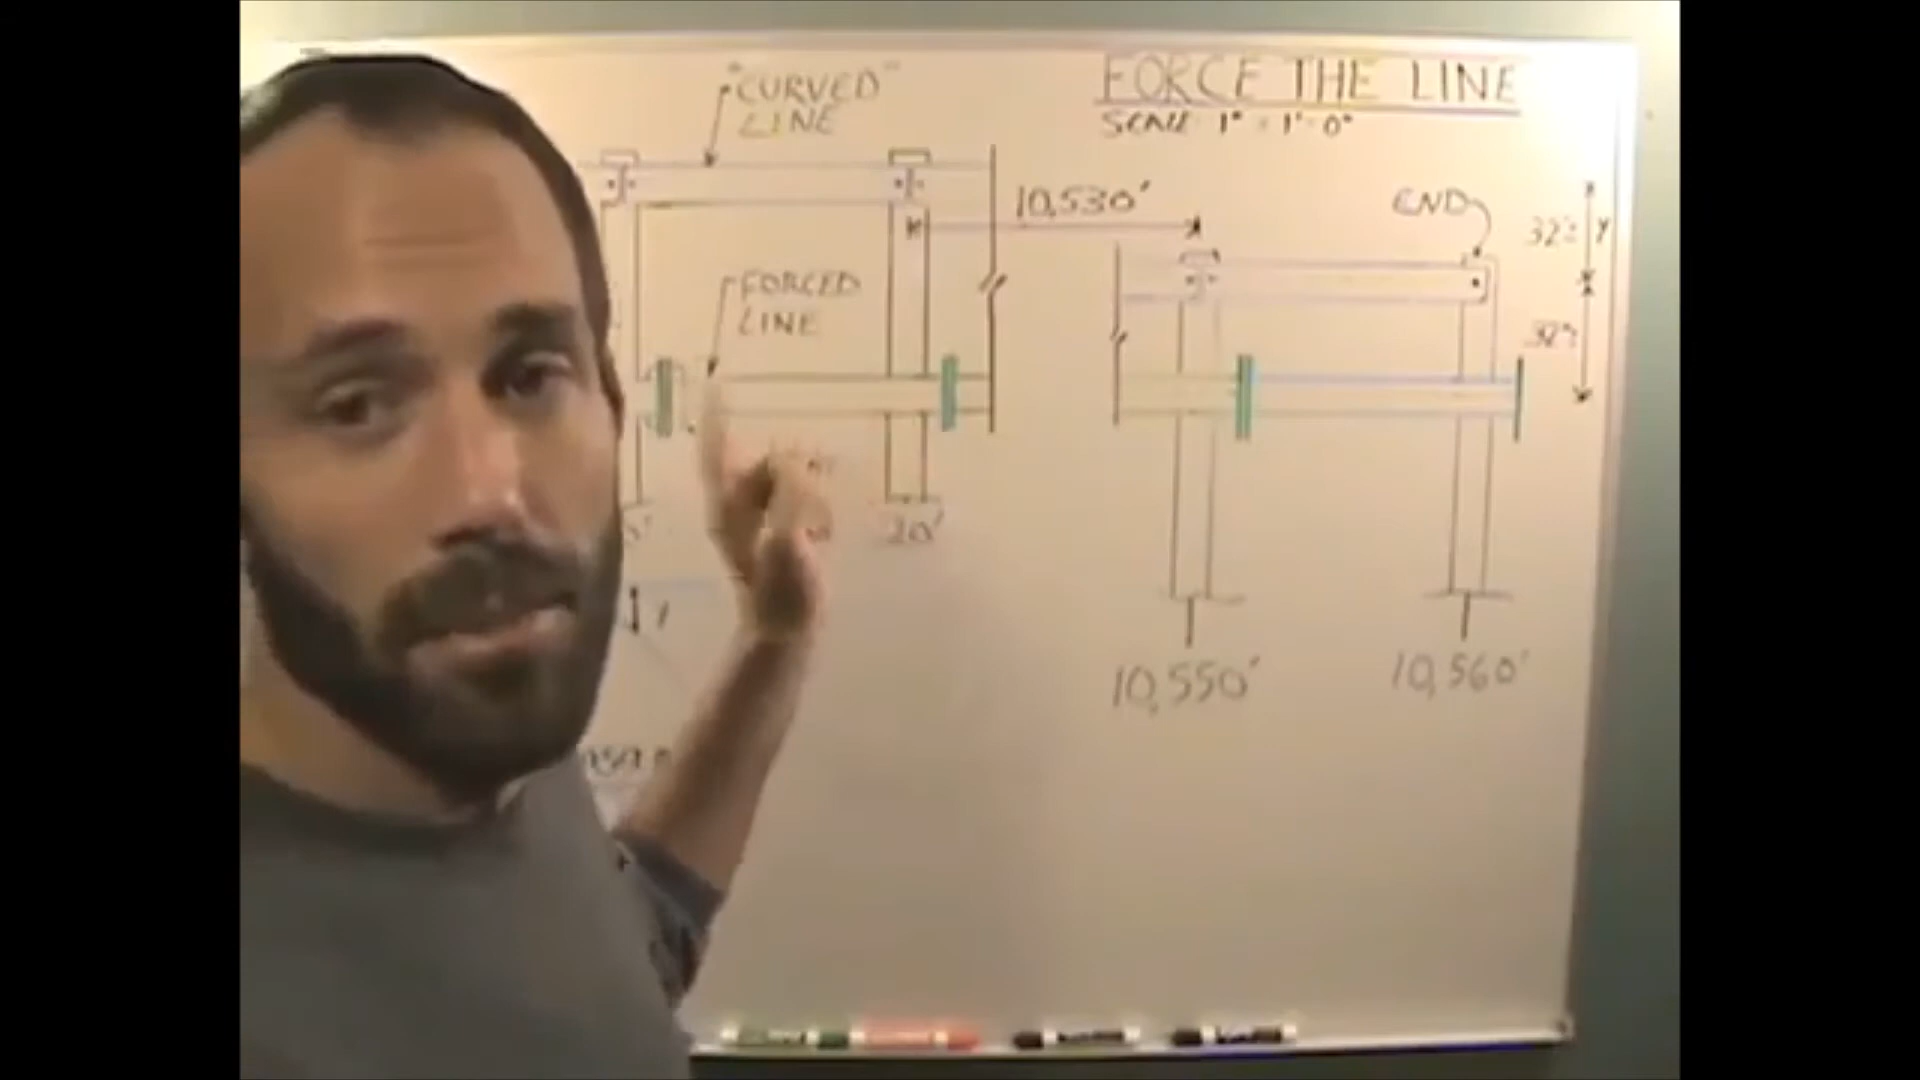 "CURVED"
LINE
FORCE THE LINE
SCALE 1" = 1'-0"
10,530'
END
32"
Y
FORCED
LINE
32"
20'
10,550'
10,560'